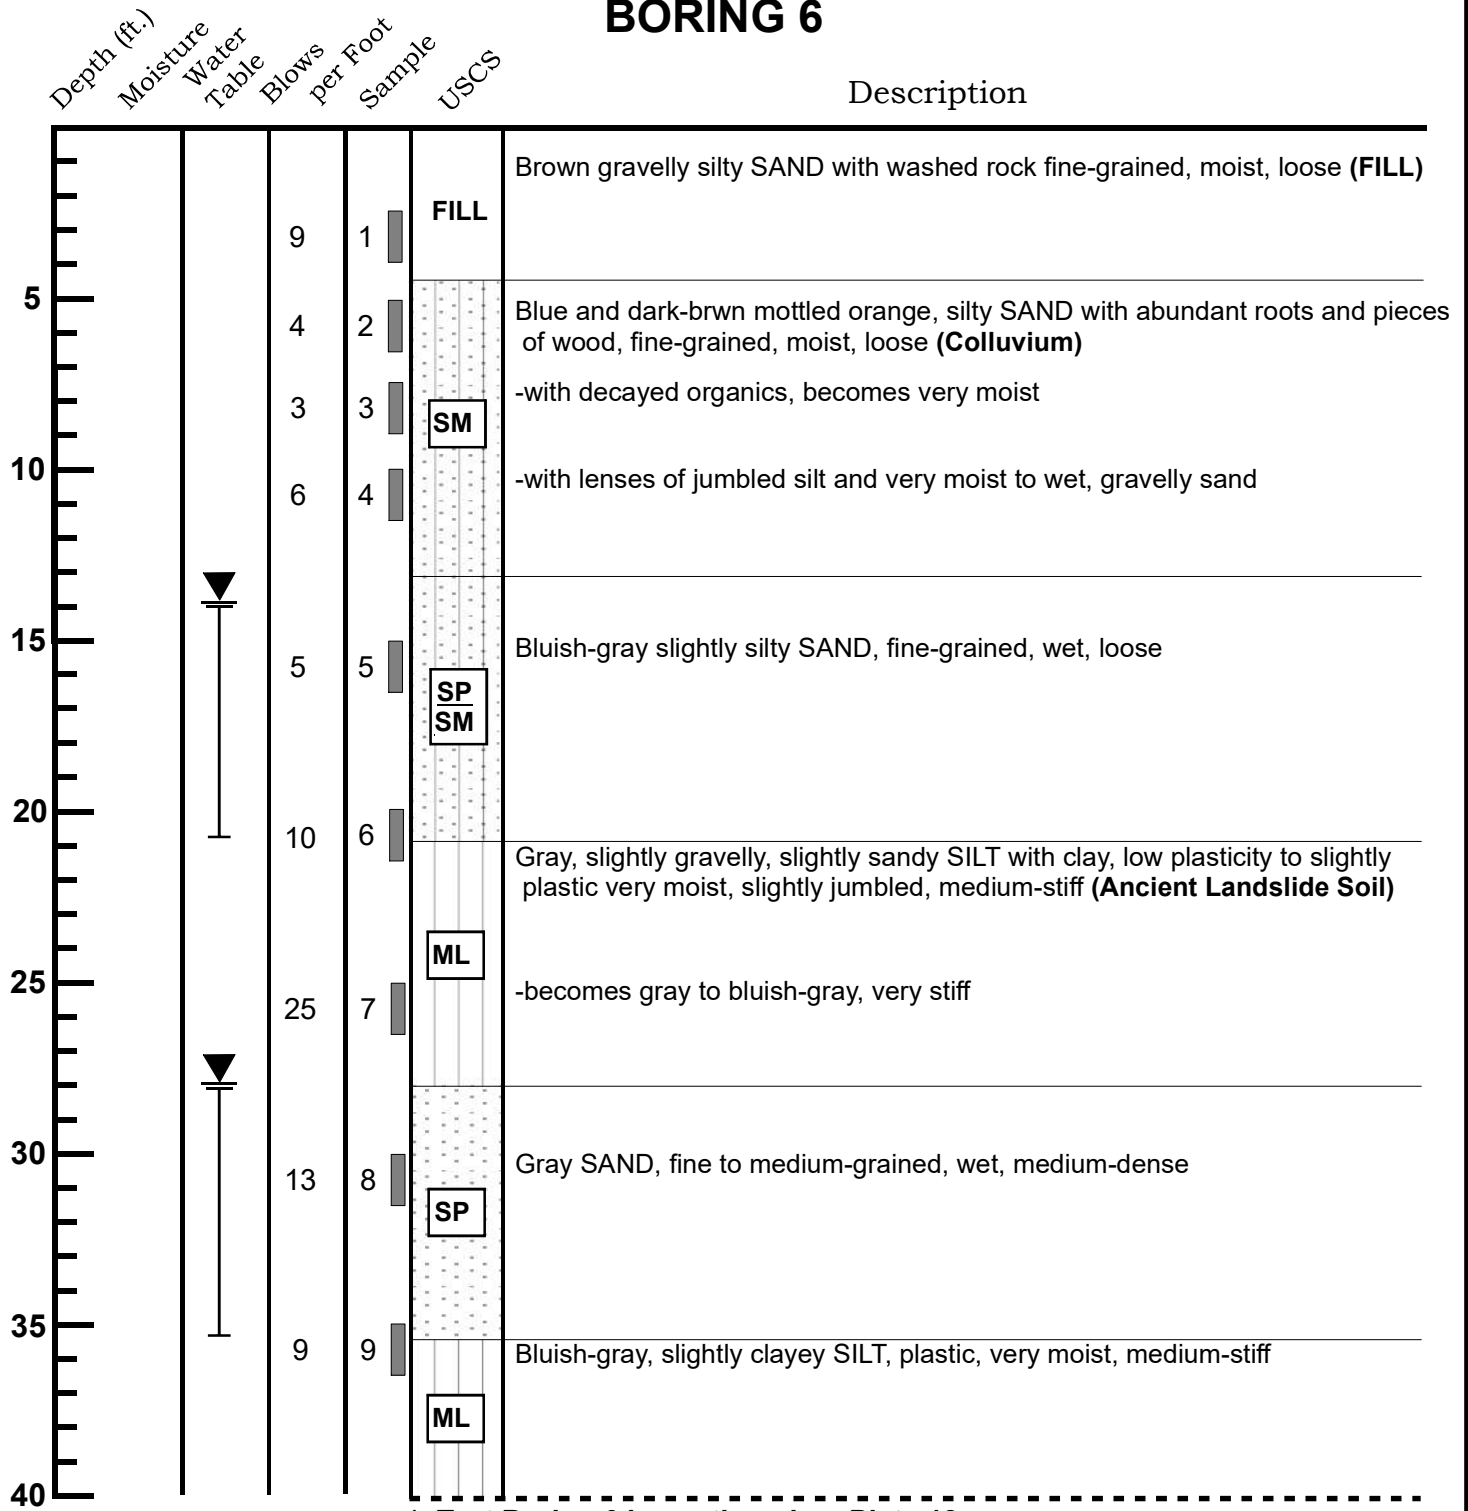 BORING 6
Depth (ft.)
Moisture
Water
Table
Blows
per Foot
Sample
USCS
Description
Brown gravelly silty SAND with washed rock fine-grained, moist, loose (FILL)
FILL
9 1
5
Blue and dark-brwn mottled orange, silty SAND with abundant roots and pieces
of wood, fine-grained, moist, loose (Colluvium)
4 2
-with decayed organics, becomes very moist
3 3
SM
10
-with lenses of jumbled silt and very moist to wet, gravelly sand
6 4
15
Bluish-gray slightly silty SAND, fine-grained, wet, loose
5 5
SP
SM
20
10 6
Gray, slightly gravelly, slightly sandy SILT with clay, low plasticity to slightly
plastic very moist, slightly jumbled, medium-stiff (Ancient Landslide Soil)
ML
25
-becomes gray to bluish-gray, very stiff
25 7
30
Gray SAND, fine to medium-grained, wet, medium-dense
13 8
SP
35
9 9
Bluish-gray, slightly clayey SILT, plastic, very moist, medium-stiff
ML
40